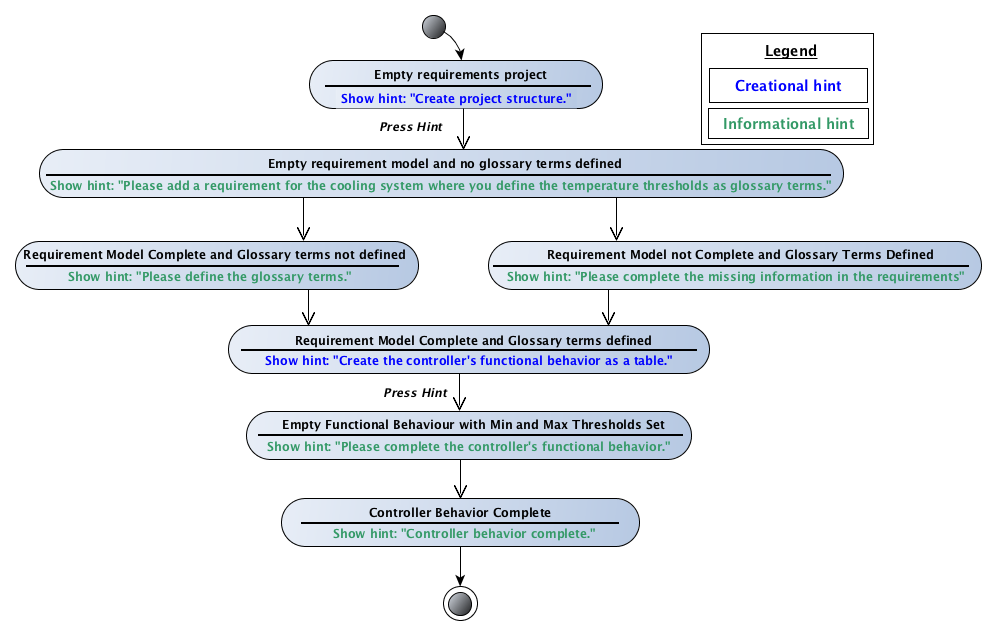 Legend
Creational hint
Informational hint
Empty requirements project
Show hint: "Create project structure."
Press Hint
Empty requirement model and no glossary terms defined
Show hint: "Please add a requirement for the cooling system where you define the temperature thresholds as glossary terms."
Requirement Model Complete and Glossary terms not defined
Show hint: "Please define the glossary terms."
Requirement Model not Complete and Glossary Terms Defined
Show hint: "Please complete the missing information in the requirements"
Requirement Model Complete and Glossary terms defined
Show hint: "Create the controller's functional behavior as a table."
Press Hint
Empty Functional Behaviour with Min and Max Thresholds Set
Show hint: "Please complete the controller's functional behavior."
Controller Behavior Complete
Show hint: "Controller behavior complete."